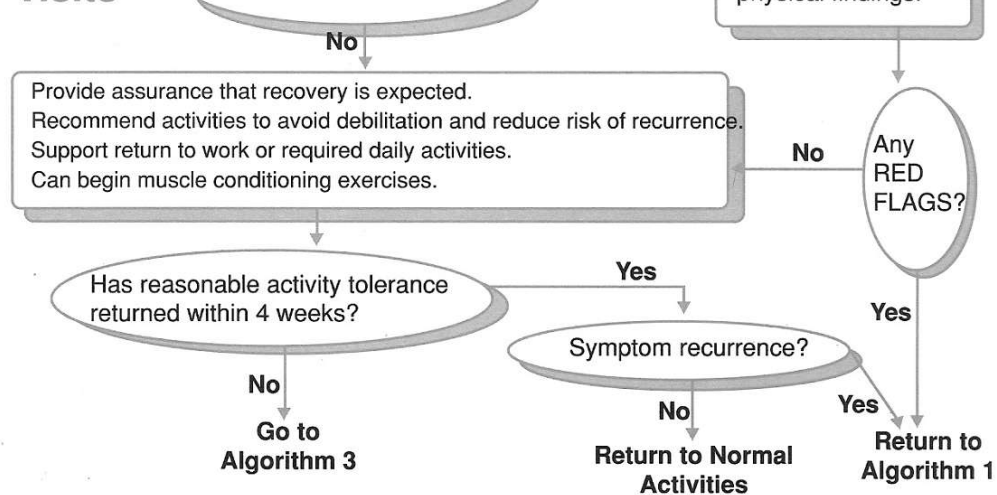 physical findings.
No
Provide assurance that recovery is expected.
Recommend activities to avoid debilitation and reduce risk of recurrence.
Support return to work or required daily activities.
Can begin muscle conditioning exercises.
No
Any
RED
FLAGS?
Has reasonable activity tolerance
returned within 4 weeks?
Yes
Symptom recurrence?
Yes
No
Go to
Algorithm 3
No
Return to Normal
Activities
Yes
Return to
Algorithm 1